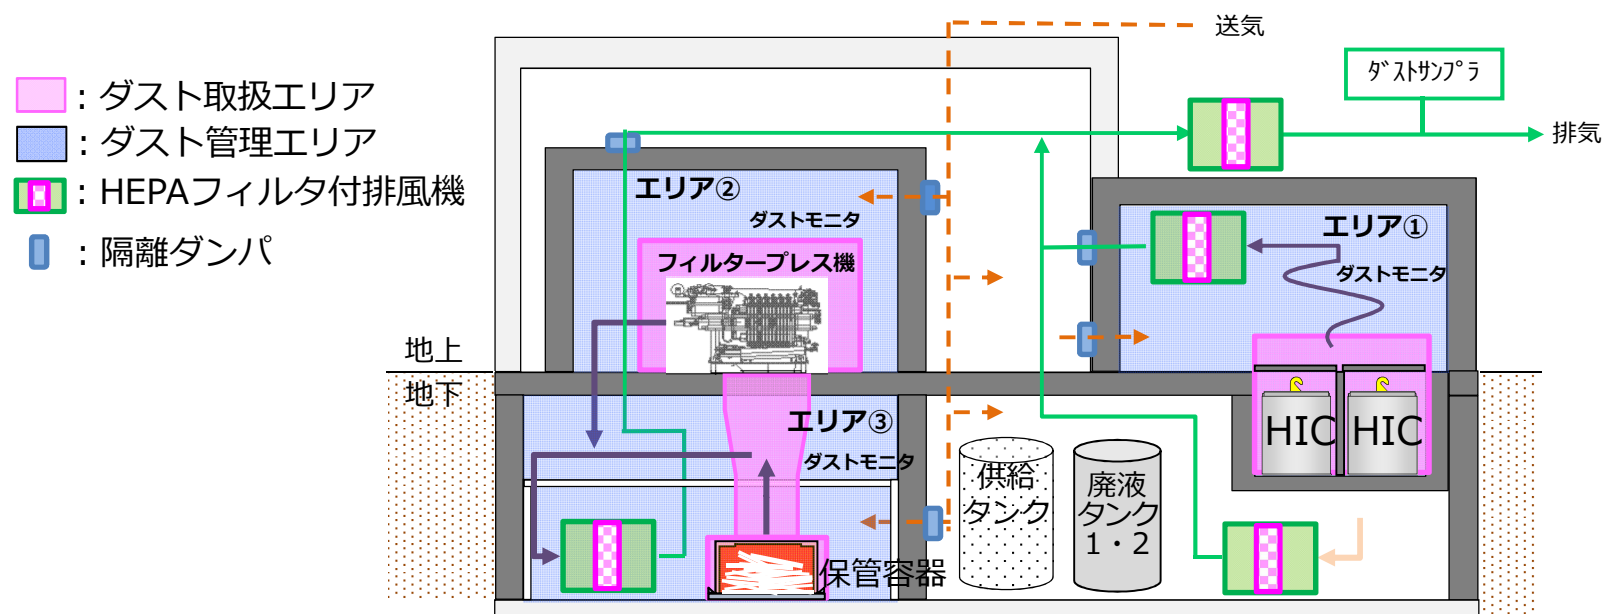 送気
ダストサンプラ
排気
：ダスト取扱エリア
：ダスト管理エリア
：HEPAフィルタ付排風機
：隔離ダンパ
エリア②
ダストモニタ
フィルタープレス機
エリア①
ダストモニタ
地上
地下
エリア③
ダストモニタ
HIC
HIC
供給
タンク
廃液
タンク
1・2
保管容器